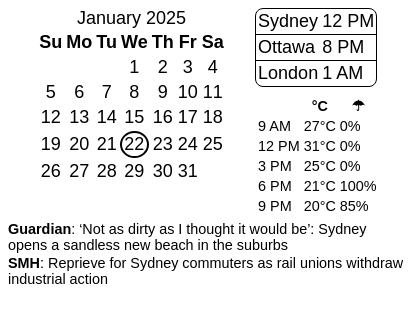 January 2025
Su Mo Tu We Th Fr Sa
1 2 3 4
5 6 7 8 9 10 11
12 13 14 15 16 17 18
19 20 21 22 23 24 25
26 27 28 29 30 31
Sydney 12 PM
Ottawa 8 PM
London 1 AM
°C ☂
9 AM 27°C 0%
12 PM 31°C 0%
3 PM 25°C 0%
6 PM 21°C 100%
9 PM 20°C 85%
Guardian: ‘Not as dirty as I thought it would be’: Sydney
opens a sandless new beach in the suburbs
SMH: Reprieve for Sydney commuters as rail unions withdraw
industrial action